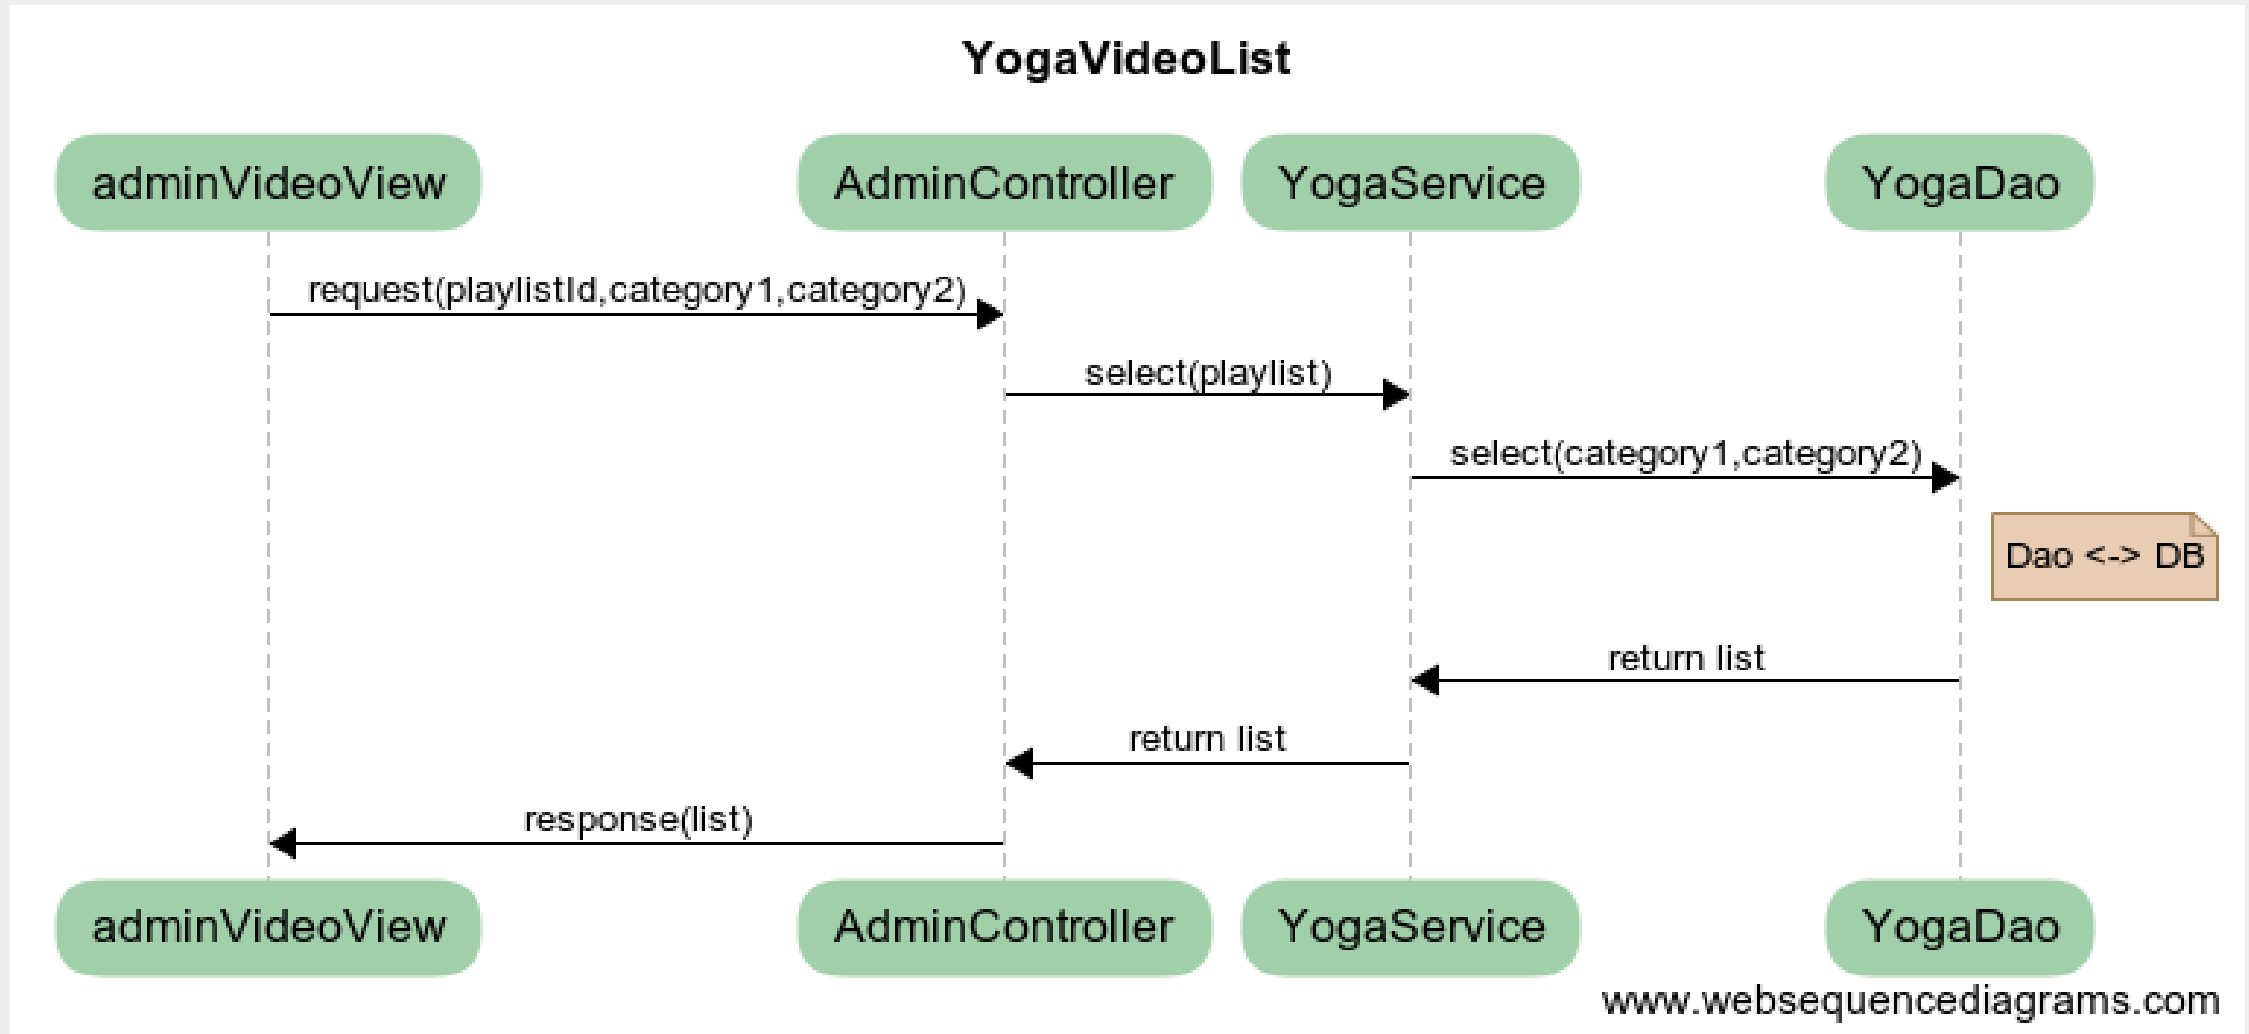 YogaVideoList
adminVideoView
AdminController
YogaService
YogaDao
request(playlistId,category1,category2)
select(playlist)
select(category1,category2)
Dao <-> DB
return list
return list
response(list)
adminVideoView
AdminController
YogaService
YogaDao
www.websequencediagrams.com